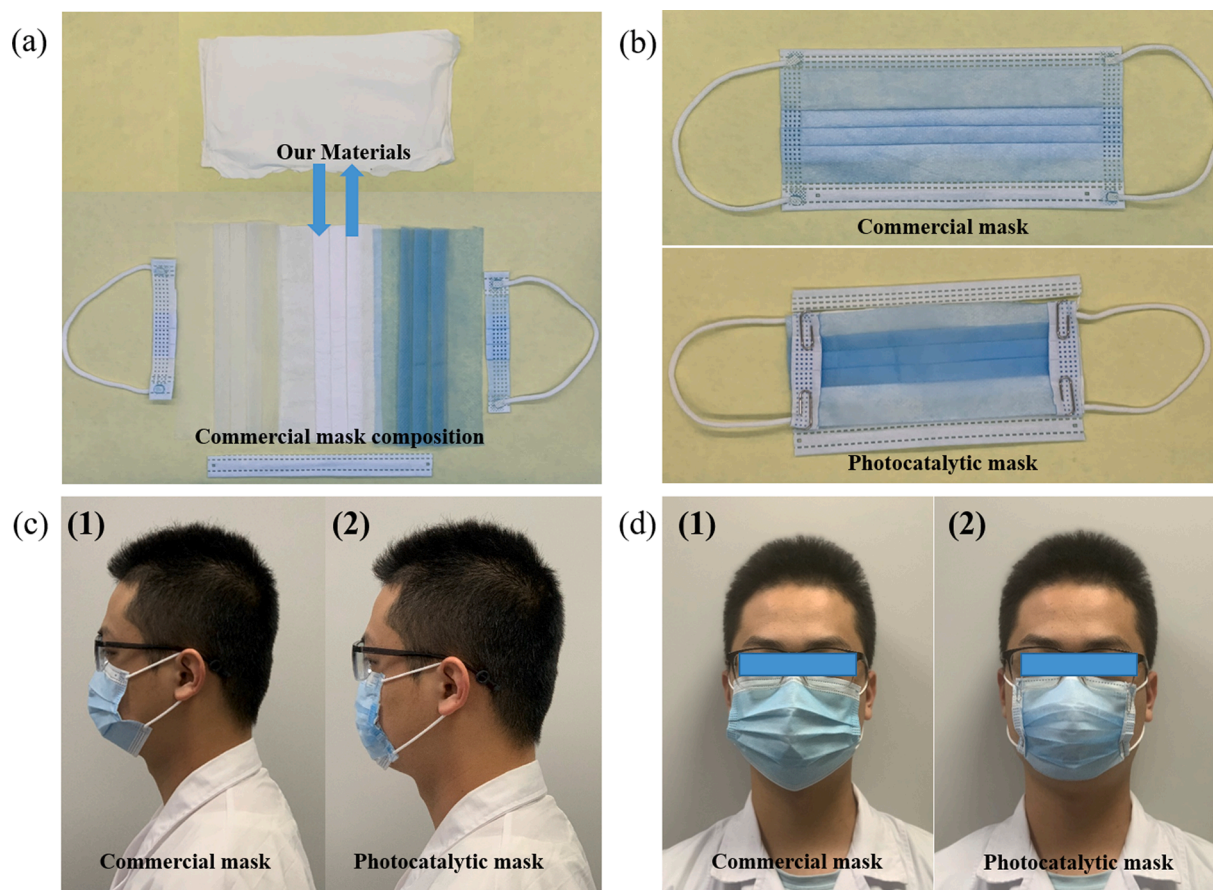 (a)
Our Materials
Commercial mask composition
(b)
Commercial mask
Photocatalytic mask
(c)
(1)
(2)
Commercial mask
Photocatalytic mask
(d)
(1)
(2)
Commercial mask
Photocatalytic mask